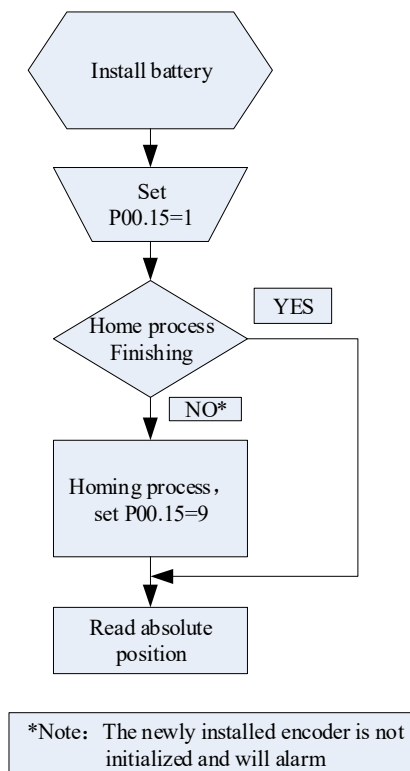 Install battery
Set
P00.15=1
Home process
Finishing
YES
NO*
Homing process，
set P00.15=9
Read absolute
position
*Note：The newly installed encoder is not
initialized and will alarm